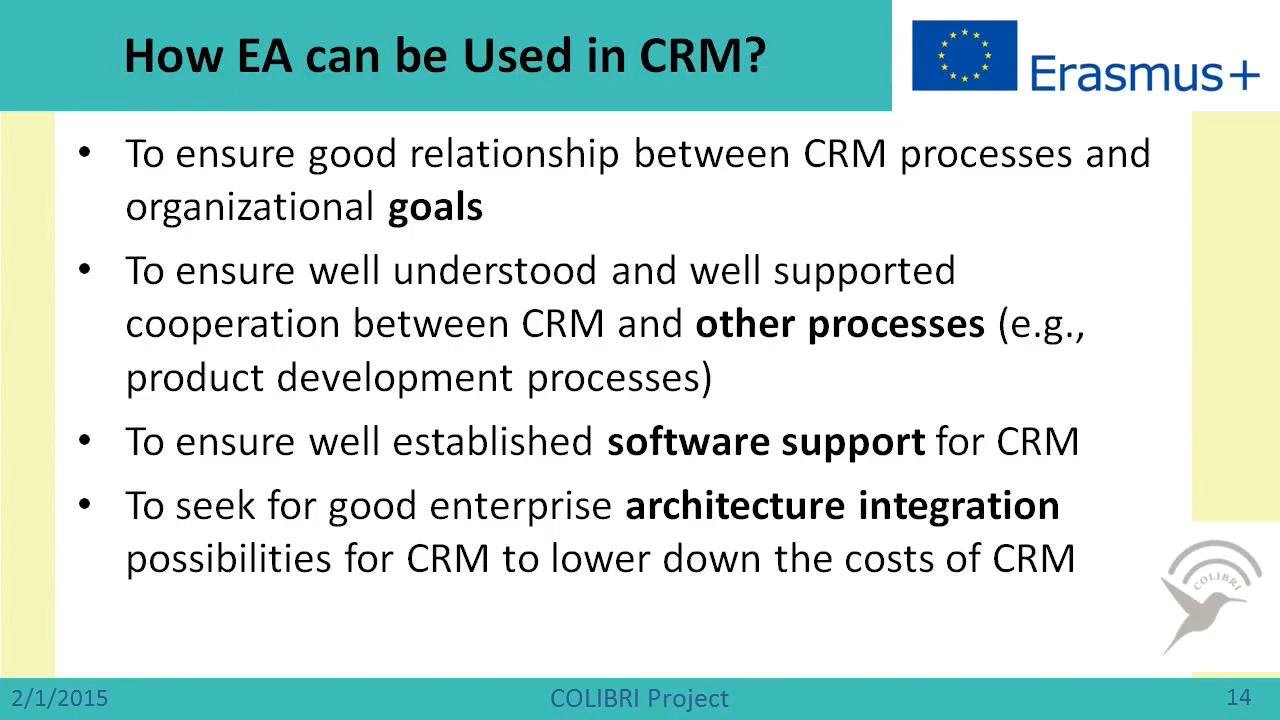 How EA can be Used in CRM?
Erasmus+
• To ensure good relationship between CRM processes and
organizational goals
• To ensure well understood and well supported
cooperation between CRM and other processes (e.g.,
product development processes)
• To ensure well established software support for CRM
• To seek for good enterprise architecture integration
possibilities for CRM to lower down the costs of CRM
COLIBRI
2/1/2015
COLIBRI Project
14